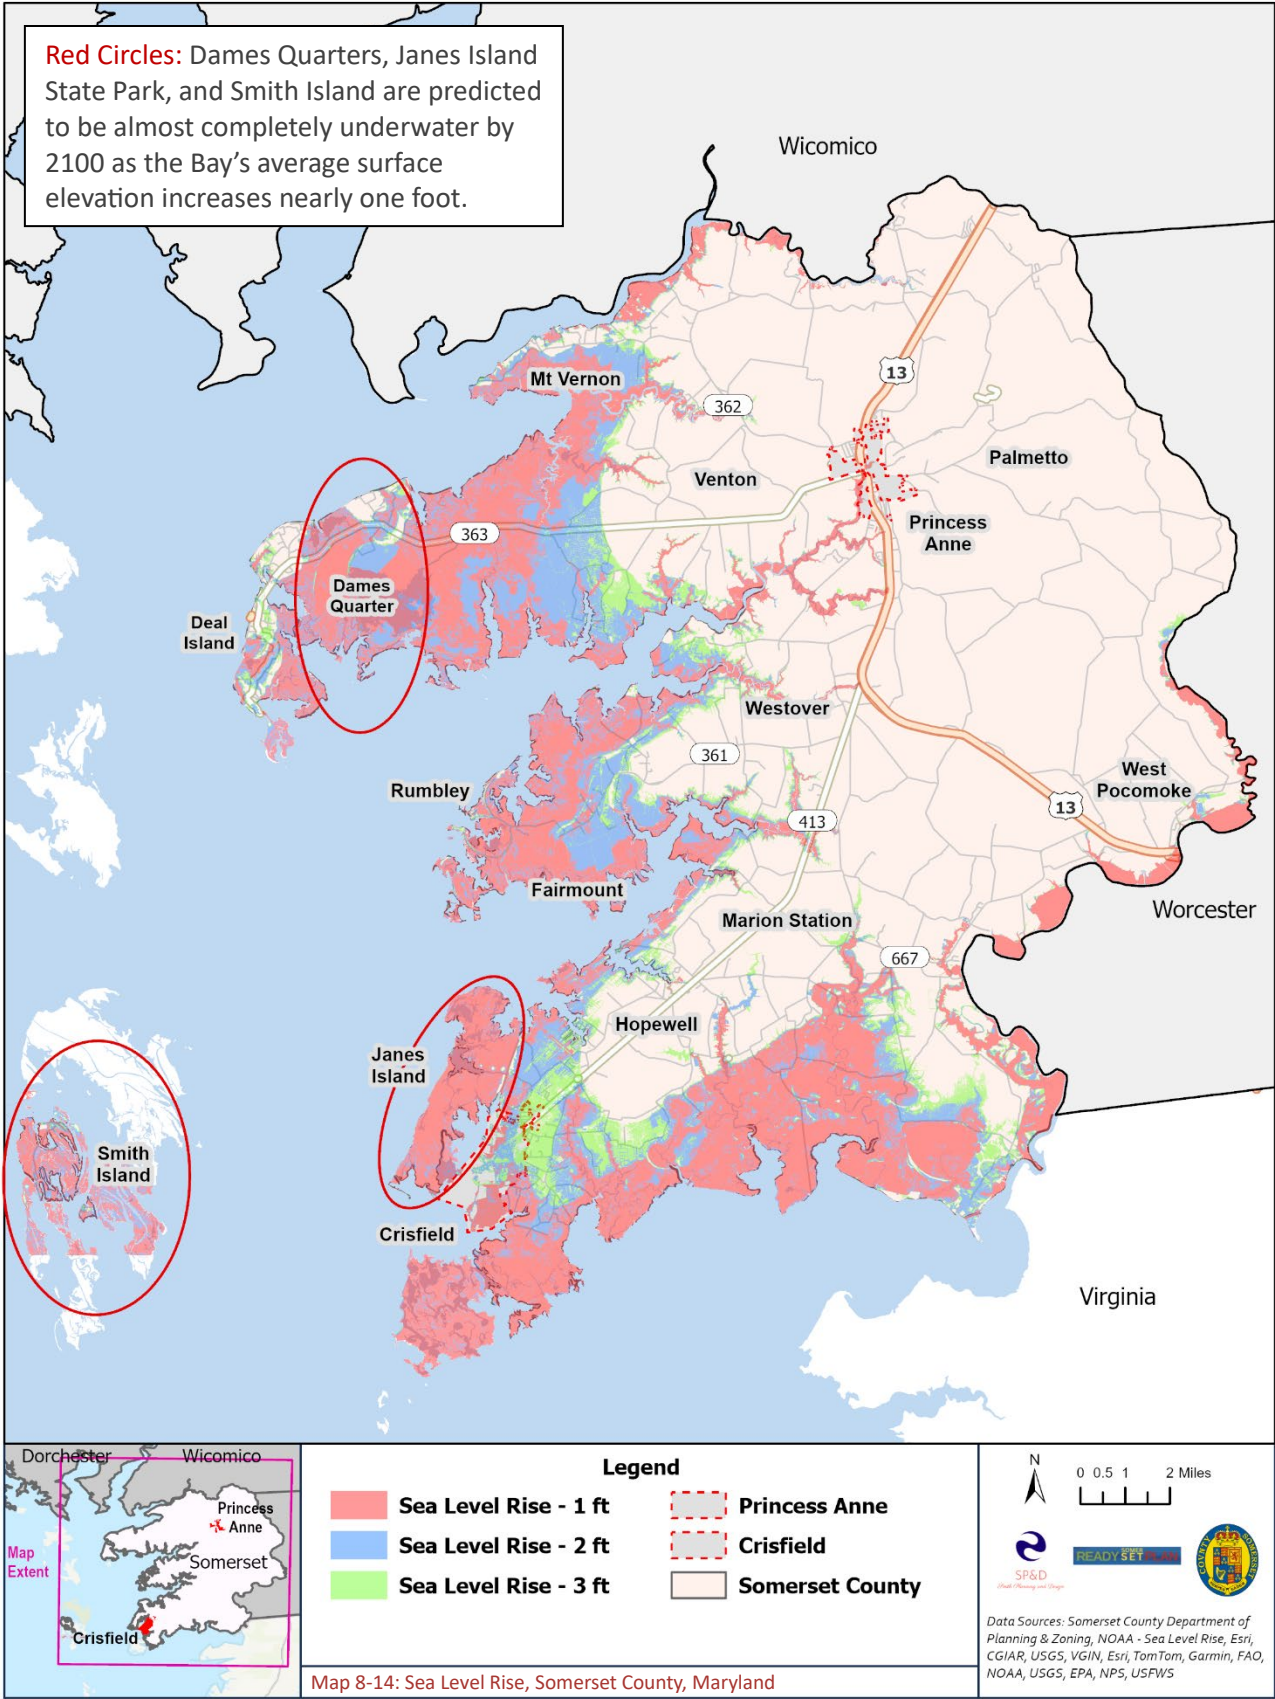 Red Circles: Dames Quarters, Janes Island
State Park, and Smith Island are predicted
to be almost completely underwater by
2100 as the Bay’s average surface
elevation increases nearly one foot.
Wicomico
Mt Vernon
13
362
Palmetto
Venton
363
Princess
Anne
Dames
Quarter
Deal
Island
Westover
361
Rumbley
West
Pocomoke
13
413
Fairmount
Marion Station
Worcester
667
Hopewell
Janes
Island
Smith
Island
Crisfield
Virginia
Dorchester
Wicomico
Princess
Anne
Map
Extent
Somerset
Crisfield
Legend
Sea Level Rise - 1 ft
Sea Level Rise - 2 ft
Sea Level Rise - 3 ft
Princess Anne
Crisfield
Somerset County
Map 8-14: Sea Level Rise, Somerset County, Maryland
N
0 0.5 1 2 Miles
SP&D
READY SOMERSET PLAN
Data Sources: Somerset County Department of
Planning & Zoning, NOAA - Sea Level Rise, Esri,
CGIAR, USGS, VGIN, Esri, TomTom, Garmin, FAO,
NOAA, USGS, EPA, NPS, USFWS